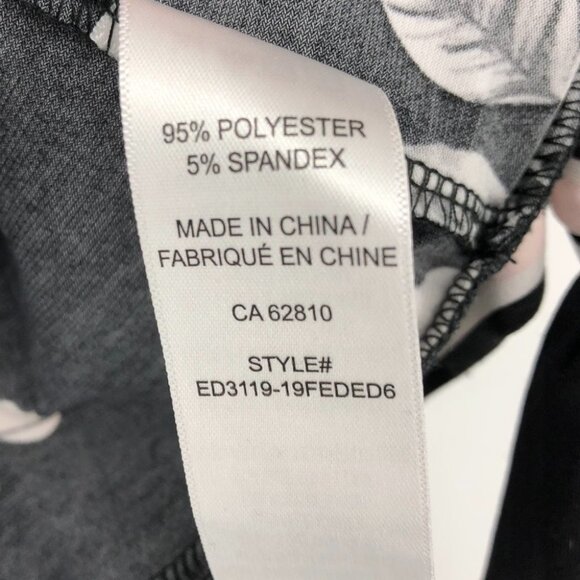 95% POLYESTER
5% SPANDEX
MADE IN CHINA /
FABRIQUÉ EN CHINE
CA 62810
STYLE#
ED3119-19FEDED6